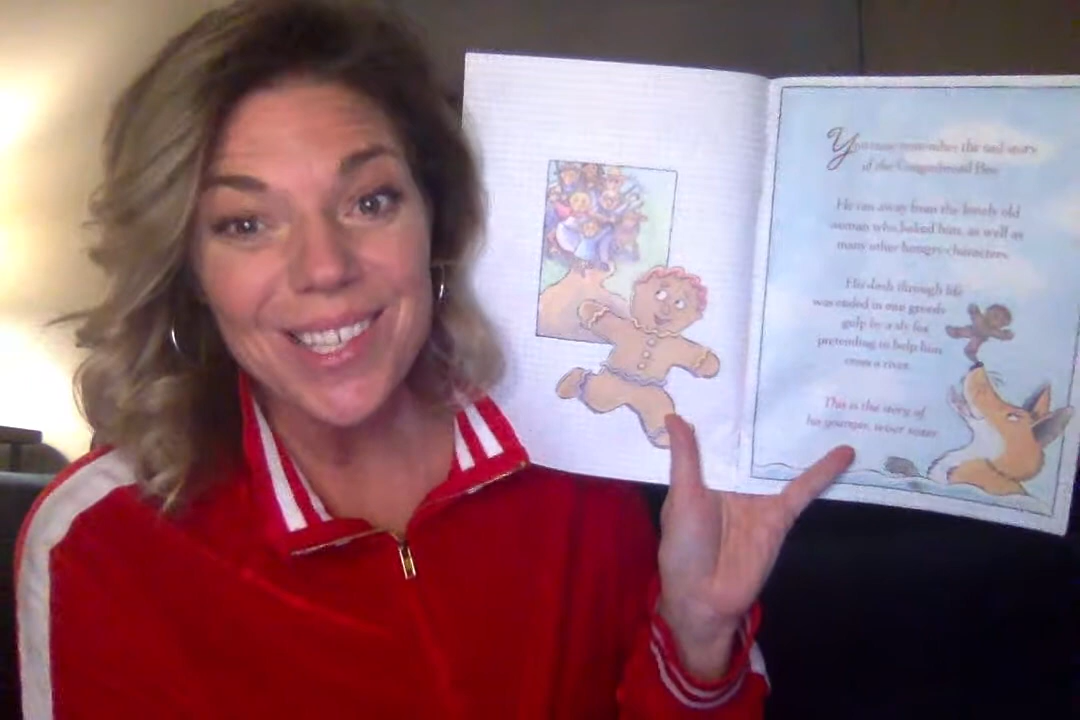 You may remember the sad story
of the Gingerbread Boy.
He ran away from the lonely old
woman who baked him, as well as
many other hungry characters.
His dash through life
was ended in one greedy
gulp by a sly fox
pretending to help him
cross a river.
This is the story of
his younger, wiser sister.